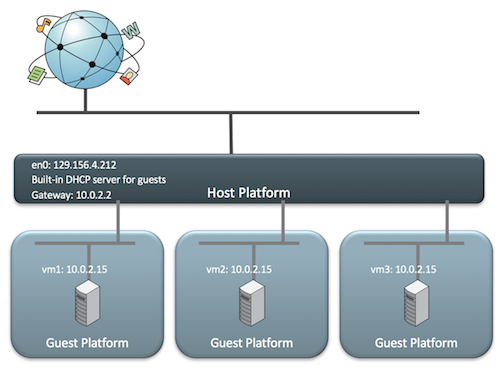 W
en0: 129.156.4.212
Built-in DHCP server for guests
Gateway: 10.0.2.2
Host Platform
vm1: 10.0.2.15
vm2: 10.0.2.15
vm3: 10.0.2.15
Guest Platform
Guest Platform
Guest Platform